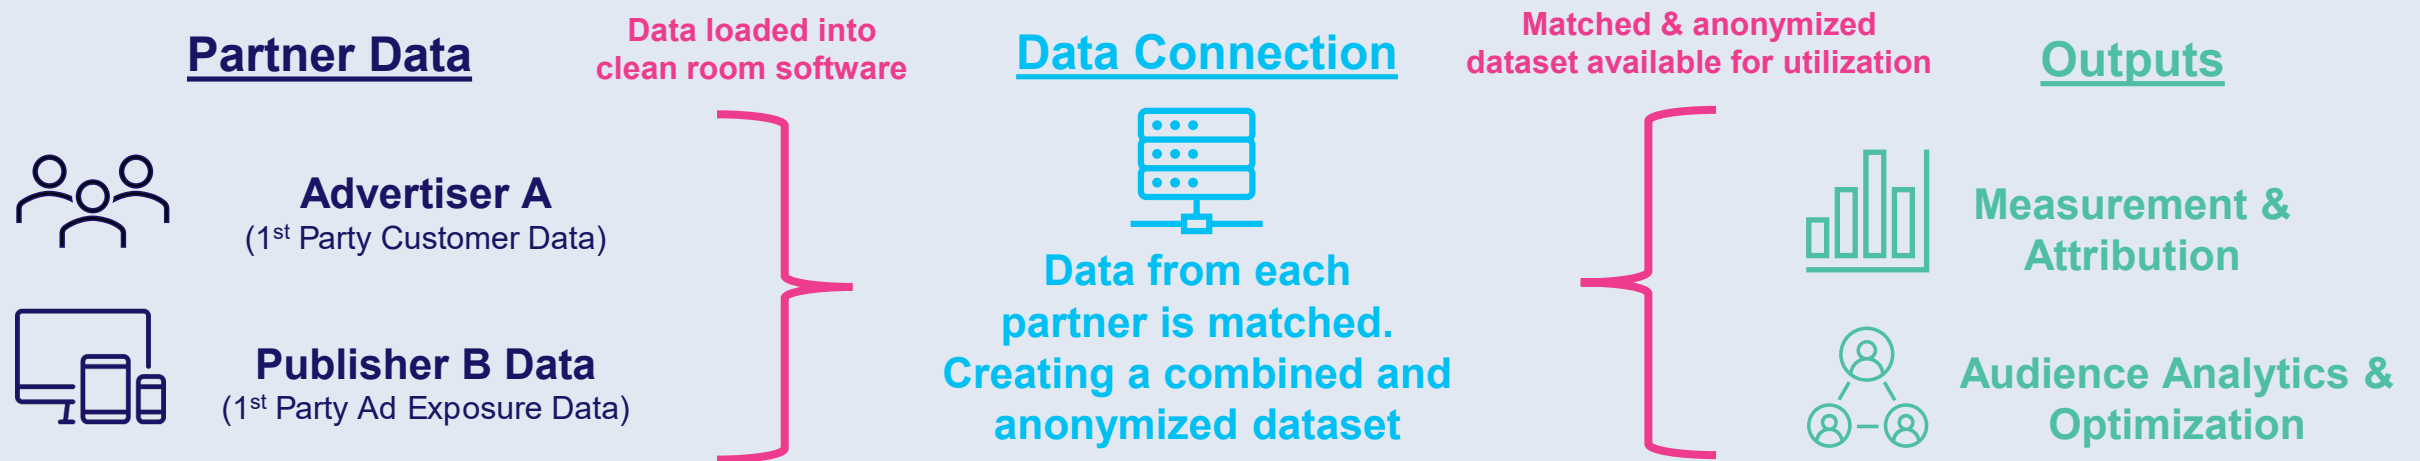 Partner Data
Advertiser A
(1st Party Customer Data)
Publisher B Data
(1st Party Ad Exposure Data)
Data loaded into
clean room software
Data Connection
Data from each
partner is matched.
Creating a combined and
anonymized dataset
Matched & anonymized
dataset available for utilization
Outputs
Measurement &
Attribution
Audience Analytics &
Optimization